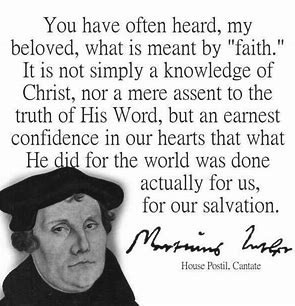 You have often heard, my
beloved, what is meant by "faith."
It is not simply a knowledge of
Christ, nor a mere assent to the
truth of His Word, but an earnest
confidence in our hearts that what
He did for the world was done
actually for us,
for our salvation.
Martinus Luther
House Postil, Cantate